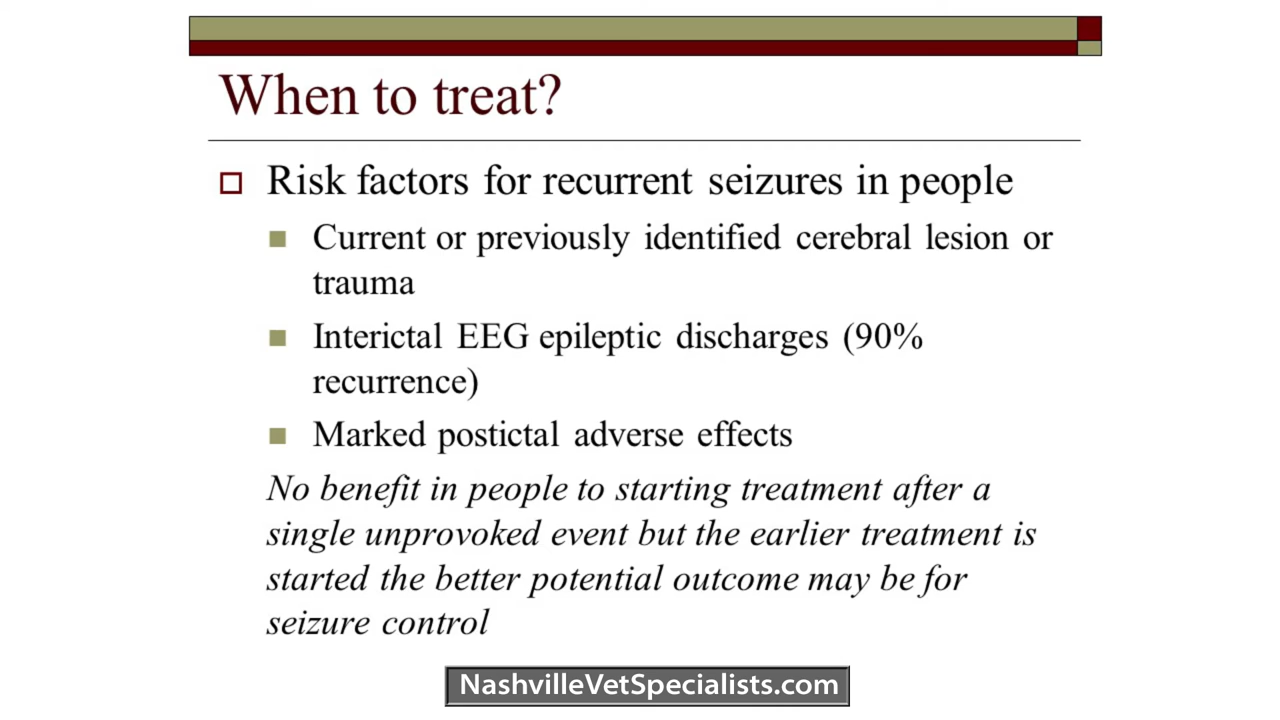 When to treat?
Risk factors for recurrent seizures in people
Current or previously identified cerebral lesion or
trauma
Interictal EEG epileptic discharges (90%
recurrence)
Marked postictal adverse effects
No benefit in people to starting treatment after a
single unprovoked event but the earlier treatment is
started the better potential outcome may be for
seizure control
NashvilleVetSpecialists.com